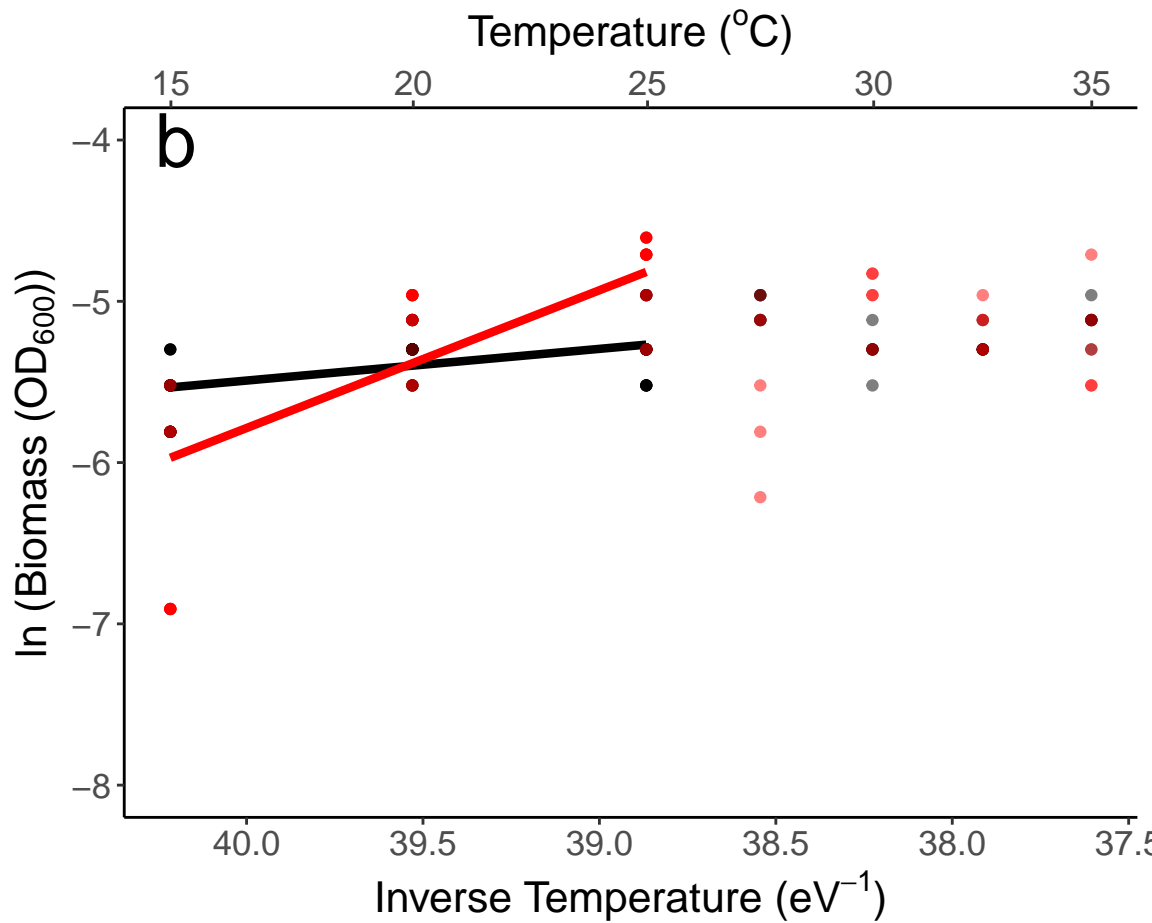 Temperature (°C)
15 20 25 30 35
b
−4
−5
−6
−7
−8
ln (Biomass (OD₆₀₀))
40.0 39.5 39.0 38.5 38.0 37.5
Inverse Temperature (eV⁻¹)